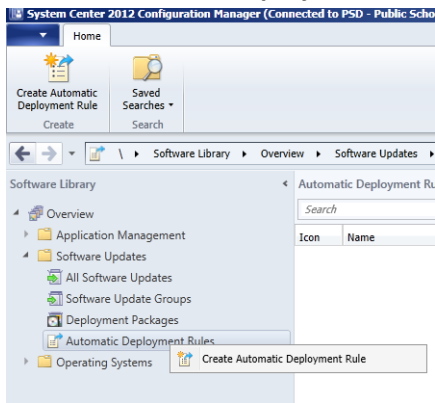 System Center 2012 Configuration Manager (Connected to PSD - Public Scho
Home
Create Automatic
Deployment Rule
Saved
Searches
Create
Search
\ Software Library Overview Software Updates
Software Library
Automatic Deployment Ru
Overview
Search
Application Management
Icon Name
Software Updates
All Software Updates
Software Update Groups
Deployment Packages
Automatic Deployment Rules
Create Automatic Deployment Rule
Operating Systems